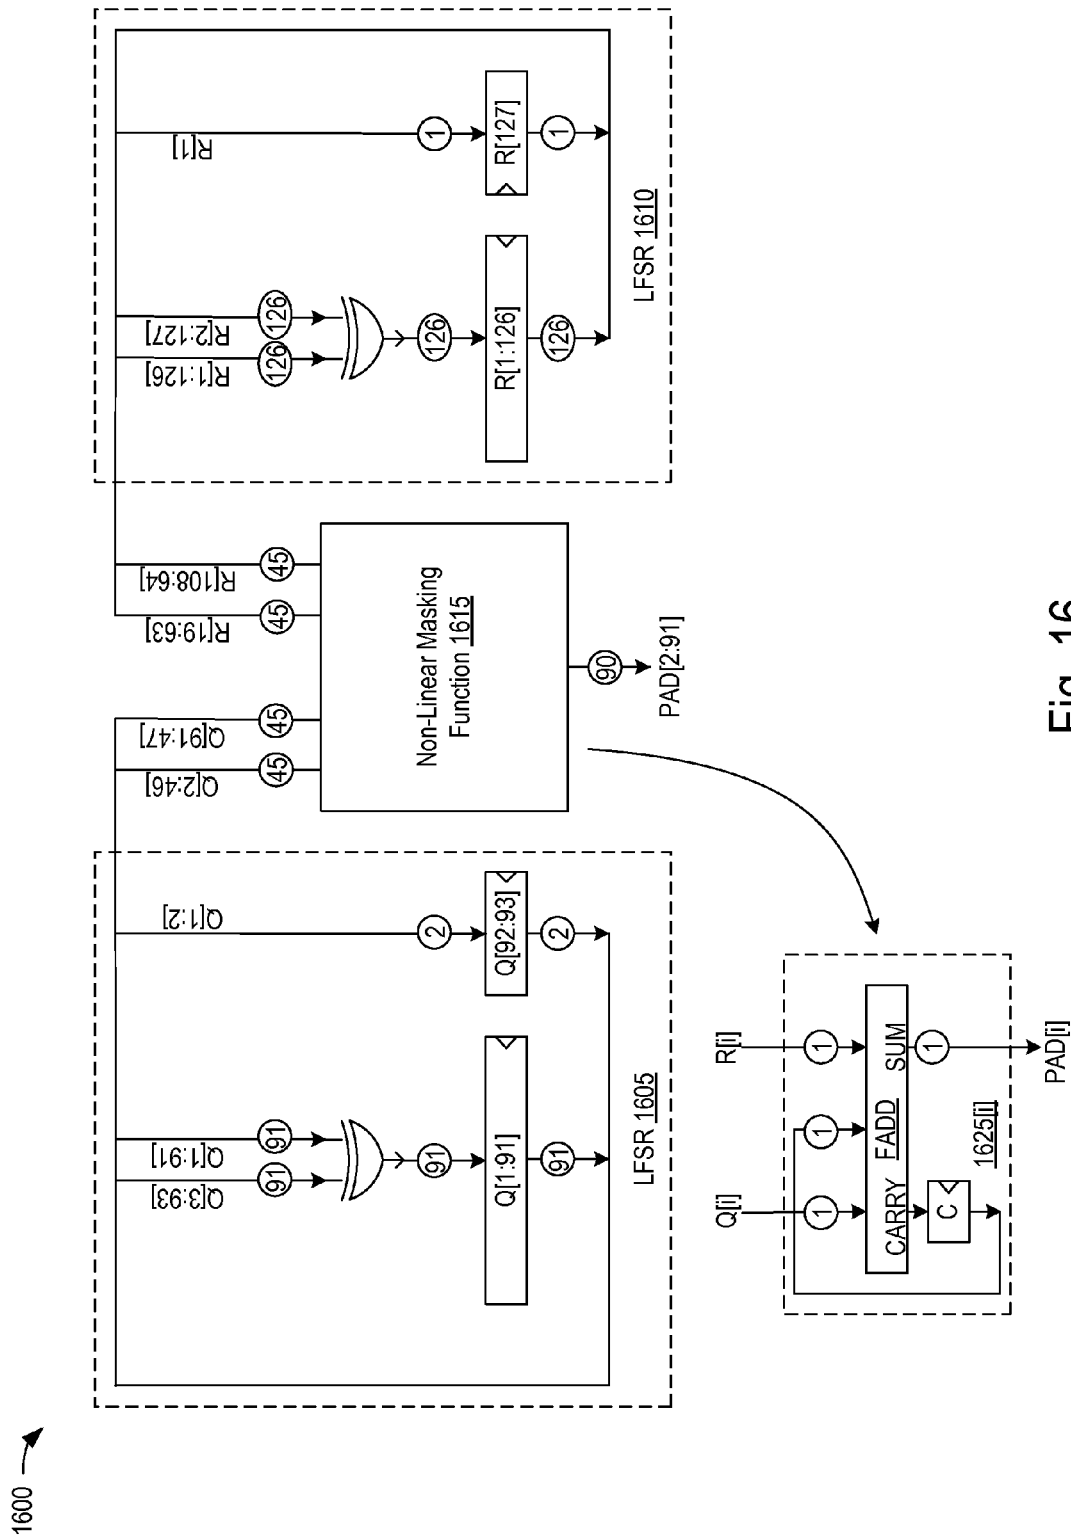 1600
Q[3:93]
Q[1:91]
Q[1:2]
91
91
91
Q[1:91]
91
2
Q[92:93]
2
LFSR 1605
Q[2:46]
Q[91:47]
R[19:63]
R[108:64]
45
45
45
45
Non-Linear Masking
Function 1615
90
PAD[2:91]
R[1:126]
R[2:127]
R[1]
126
126
126
R[1:126]
126
1
R[127]
1
LFSR 1610
Q[i]
R[i]
1
1
1
CARRY FADD SUM
C
1
1625[i]
PAD[i]
Fig. 16